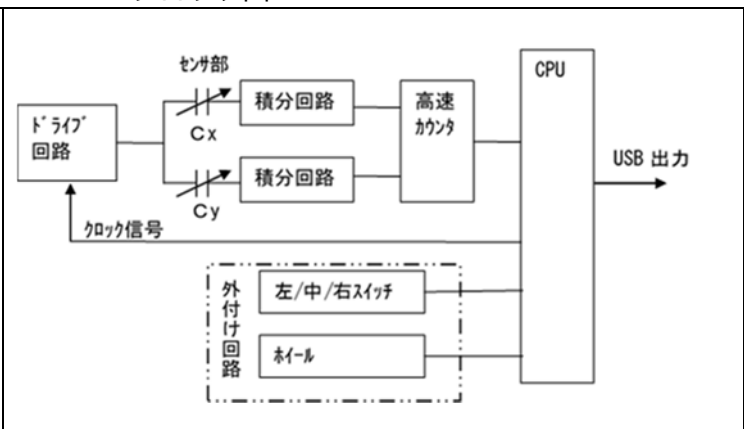 センサ部
CPU
ドライブ
回路
Cx
積分回路
高速
カウンタ
USB 出力
Cy
積分回路
クロック信号
外付け回路
左/中/右スイッチ
ホイール